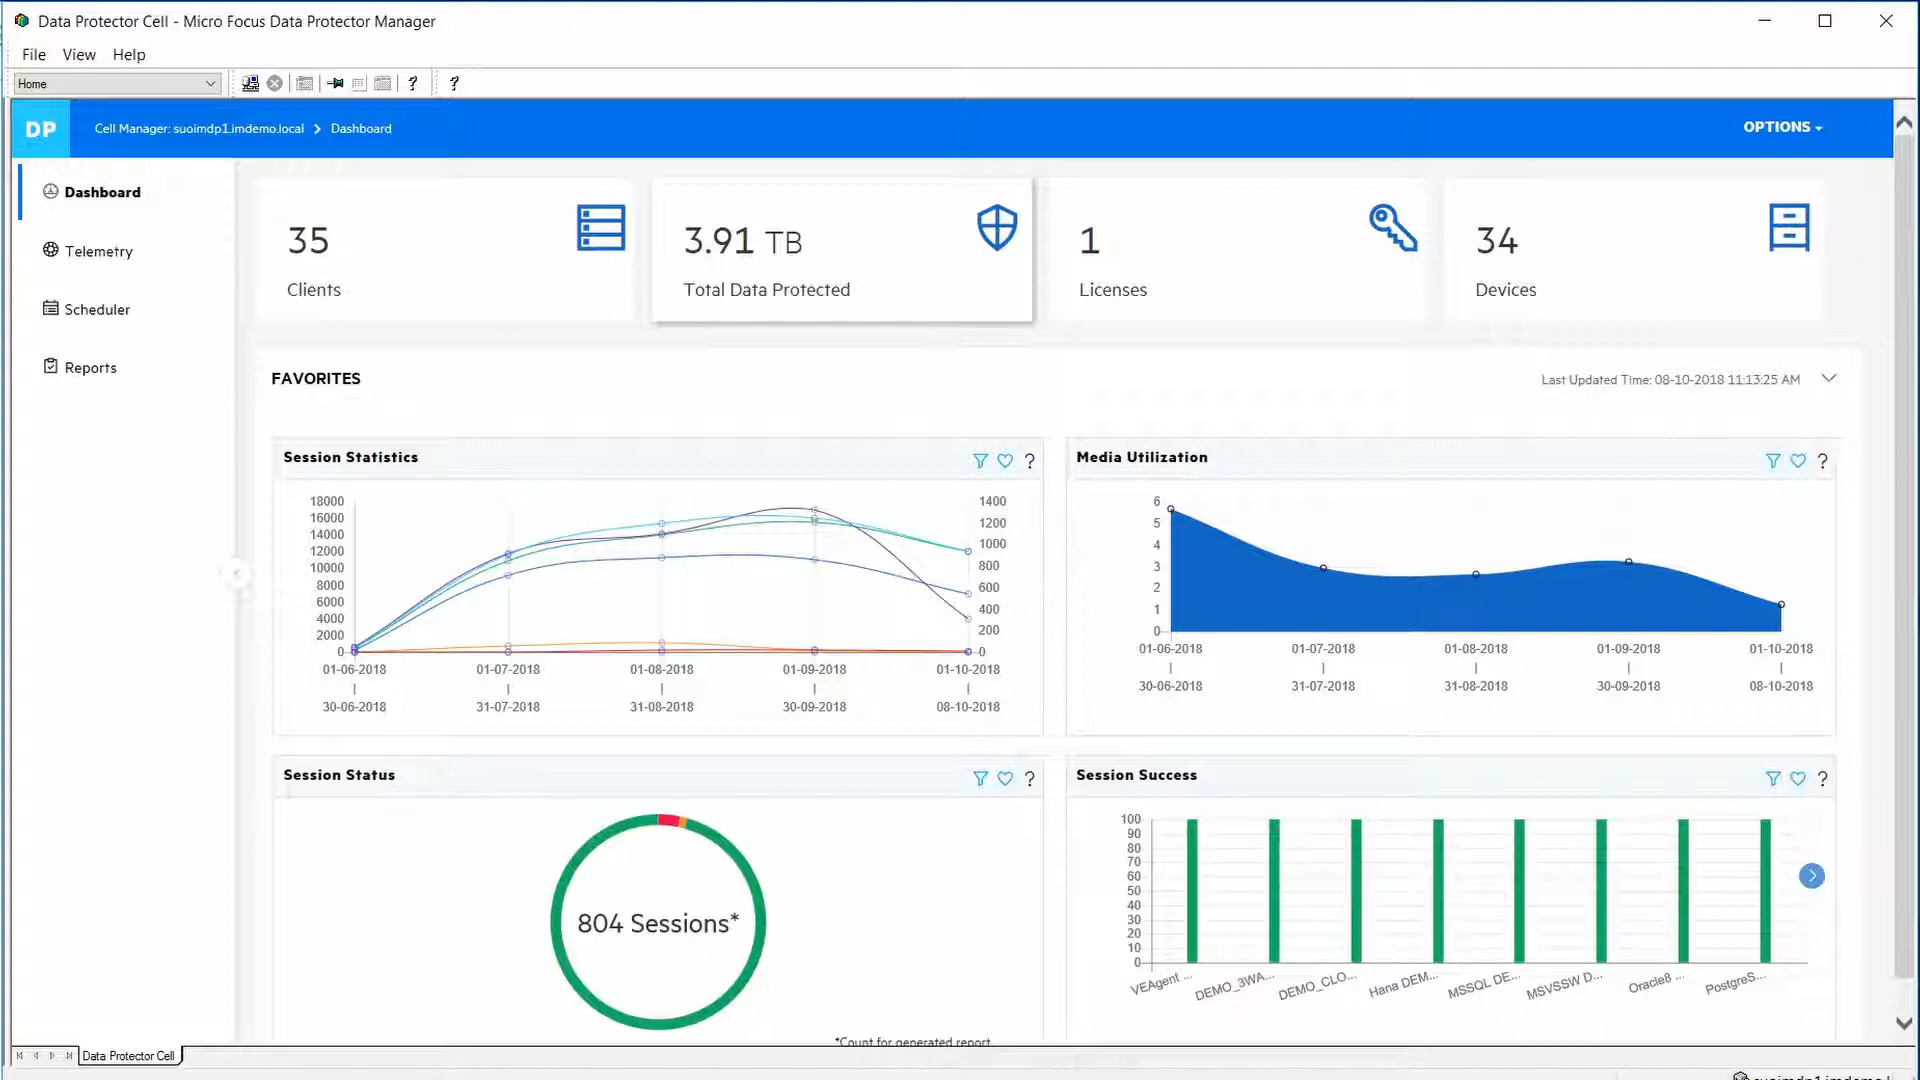 Data Protector Cell - Micro Focus Data Protector Manager
File View Help
Home
? ?
DP
Cell Manager: suoimdp1.imdemo.local > Dashboard
OPTIONS
Dashboard
Telemetry
Scheduler
Reports
35
Clients
3.91 TB
Total Data Protected
1
Licenses
34
Devices
FAVORITES
Last Updated Time: 08-10-2018 11:13:25 AM
Session Statistics
?
18000
16000
14000
12000
10000
8000
6000
4000
2000
0
1400
1200
1000
800
600
400
200
0
01-06-2018 01-07-2018 01-08-2018 01-09-2018 01-10-2018
30-06-2018 31-07-2018 31-08-2018 30-09-2018 08-10-2018
Media Utilization
?
6
5
4
3
2
1
0
01-06-2018 01-07-2018 01-08-2018 01-09-2018 01-10-2018
30-06-2018 31-07-2018 31-08-2018 30-09-2018 08-10-2018
Session Status
?
804 Sessions*
*Count for generated report
Session Success
?
100
90
80
70
60
50
40
30
20
10
0
VEAgent ... DEMO_3WA... DEMO_CLO... Hana DEM... MSSQL DE... MSVSSW D... Oracle8 ... PostgreS...
Data Protector Cell